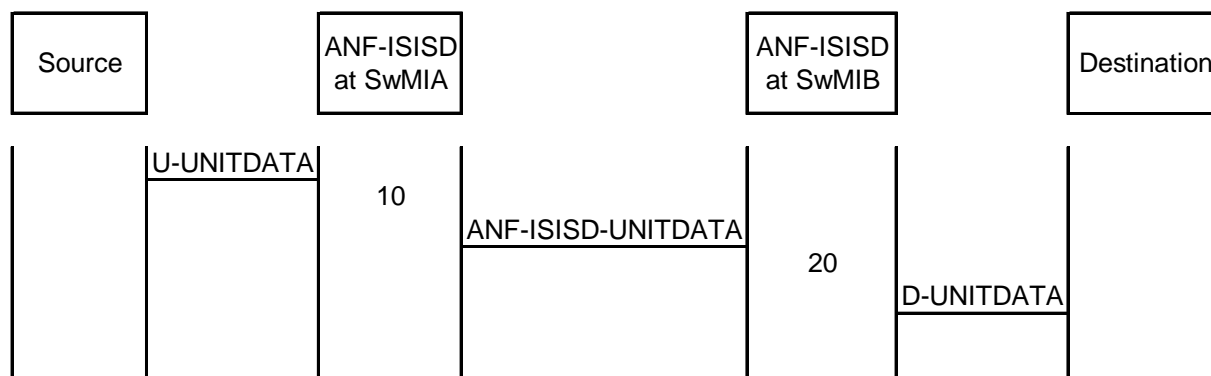 Source
ANF-ISISD
at SwMIA
ANF-ISISD
at SwMIB
Destination
U-UNITDATA
10
ANF-ISISD-UNITDATA
20
D-UNITDATA